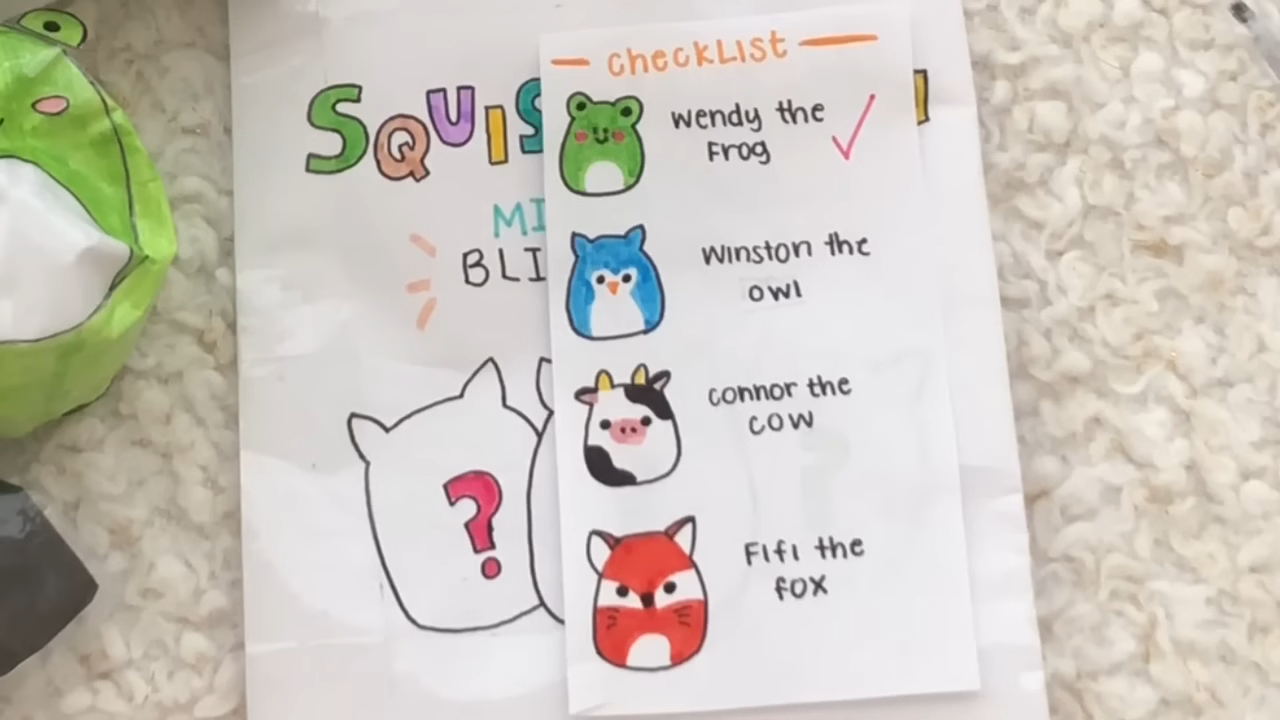 checkLIST
SQUIS
wendy the
Frog
MI
BLI
winston the
owl
connor the
cow
?
FIFI the
fox